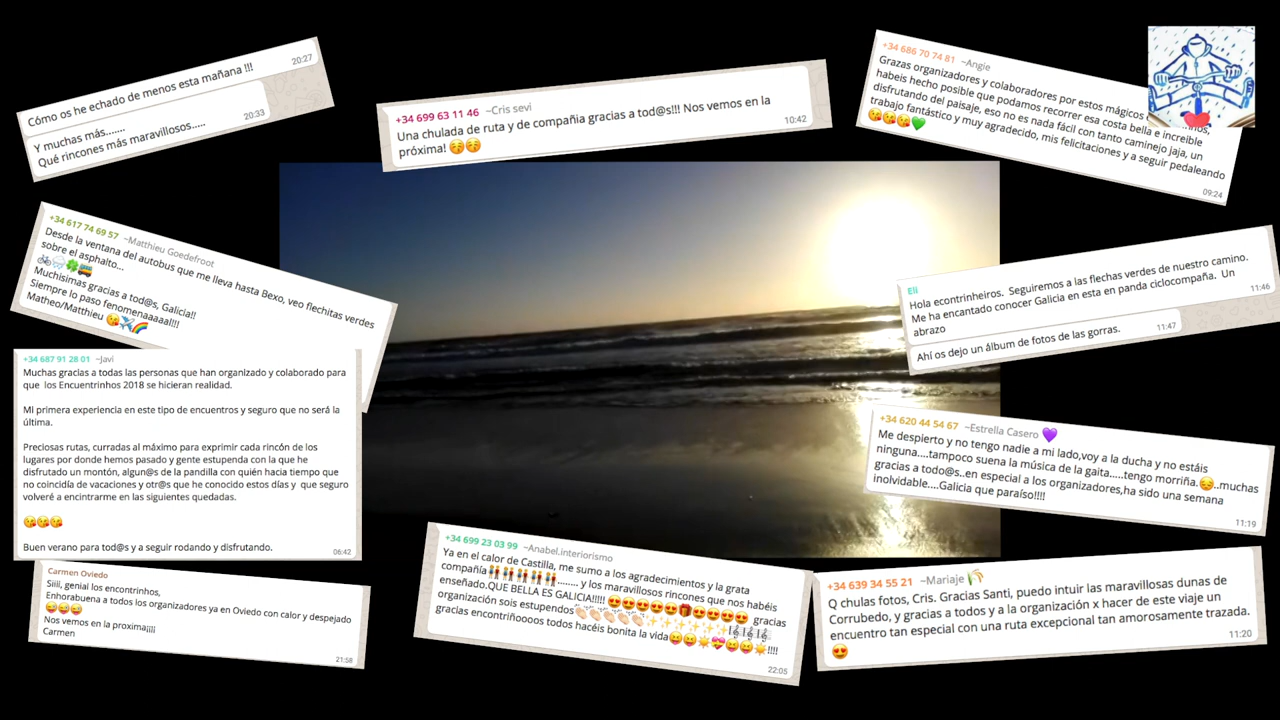 Cómo os he echado de menos esta mañana !!!
20:27
Y muchas más.......
Qué rincones más maravillosos.....
20:33
+34 699 63 11 46 ~Cris sevi
Una chulada de ruta y de compañia gracias a tod@s!!! Nos vemos en la
próxima! 😚😚
10:42
+34 686 70 74 81 ~Angie
Grazas organizadores y colaboradores por estos mágicos
habeis hecho posible que podamos recorrer esa costa bella e increible
disfrutando del paisaje, eso no es nada fácil con tanto caminejo jaja, un
trabajo fantástico y muy agradecido, mis felicitaciones y a seguir pedaleando
😘😘😘💚
09:24
+34 617 74 69 57 ~Matthieu Goedefroot
Desde la ventana del autobus que me lleva hasta Bexo, veo flechitas verdes
sobre el asphalto...
🚲🌧🍀🚌
Muchisimas gracias a tod@s, Galicia!!
Siempre lo paso fenomenaaaaal!!!
Matheo/Matthieu 😘✈️🌈
Eli
Hola econtrinheiros. Seguiremos a las flechas verdes de nuestro camino.
Me ha encantado conocer Galicia en esta en panda ciclocompaña. Un
abrazo
11:46
Ahí os dejo un álbum de fotos de las gorras.
11:47
+34 687 91 28 01 ~Javi
Muchas gracias a todas las personas que han organizado y colaborado para
que los Encuentrinhos 2018 se hicieran realidad.
Mi primera experiencia en este tipo de encuentros y seguro que no será la
última.
Preciosas rutas, curradas al máximo para exprimir cada rincón de los
lugares por donde hemos pasado y gente estupenda con la que he
disfrutado un montón, algun@s de la pandilla con quién hacia tiempo que
no coincidía de vacaciones y otr@s que he conocido estos días y que seguro
volveré a encintrarme en las siguientes quedadas.
😘😘😘
Buen verano para tod@s y a seguir rodando y disfrutando.
06:42
+34 620 44 54 67 ~Estrella Casero 💜
Me despierto y no tengo nadie a mi lado,voy a la ducha y no estáis
ninguna....tampoco suena la música de la gaita.....tengo morriña.😔..muchas
gracias a todo@s..en especial a los organizadores,ha sido una semana
inolvidable....Galicia que paraíso!!!!
11:19
Carmen Oviedo
Siiil, genial los encontrinhos,
Enhorabuena a todos los organizadores ya en Oviedo con calor y despejado
😜😜😜
Nos vemos en la proxima¡¡¡¡
Carmen
21:58
+34 699 23 03 99 ~Anabel.interiorismo
Ya en el calor de Castilla, me sumo a los agradecimientos y la grata
compañía👫👫👫👫👫........ y los maravillosos rincones que nos habéis
enseñado.QUE BELLA ES GALICIA!!!!! 😍😍😍😍😍🎁😍😍😍😍 gracias
organización sois estupendos👏👏👏👏👏✨✨✨✨✨🎼🎼🎼
gracias encontriñoooos todos hacéis bonita la vida😝😝☀️💝😝😝☀️!!!!
22:05
+34 639 34 55 21 ~Mariaje
Q chulas fotos, Cris. Gracias Santi, puedo intuir las maravillosas dunas de
Corrubedo, y gracias a todos y a la organización x hacer de este viaje un
encuentro tan especial con una ruta excepcional tan amorosamente trazada.
😍
11:20